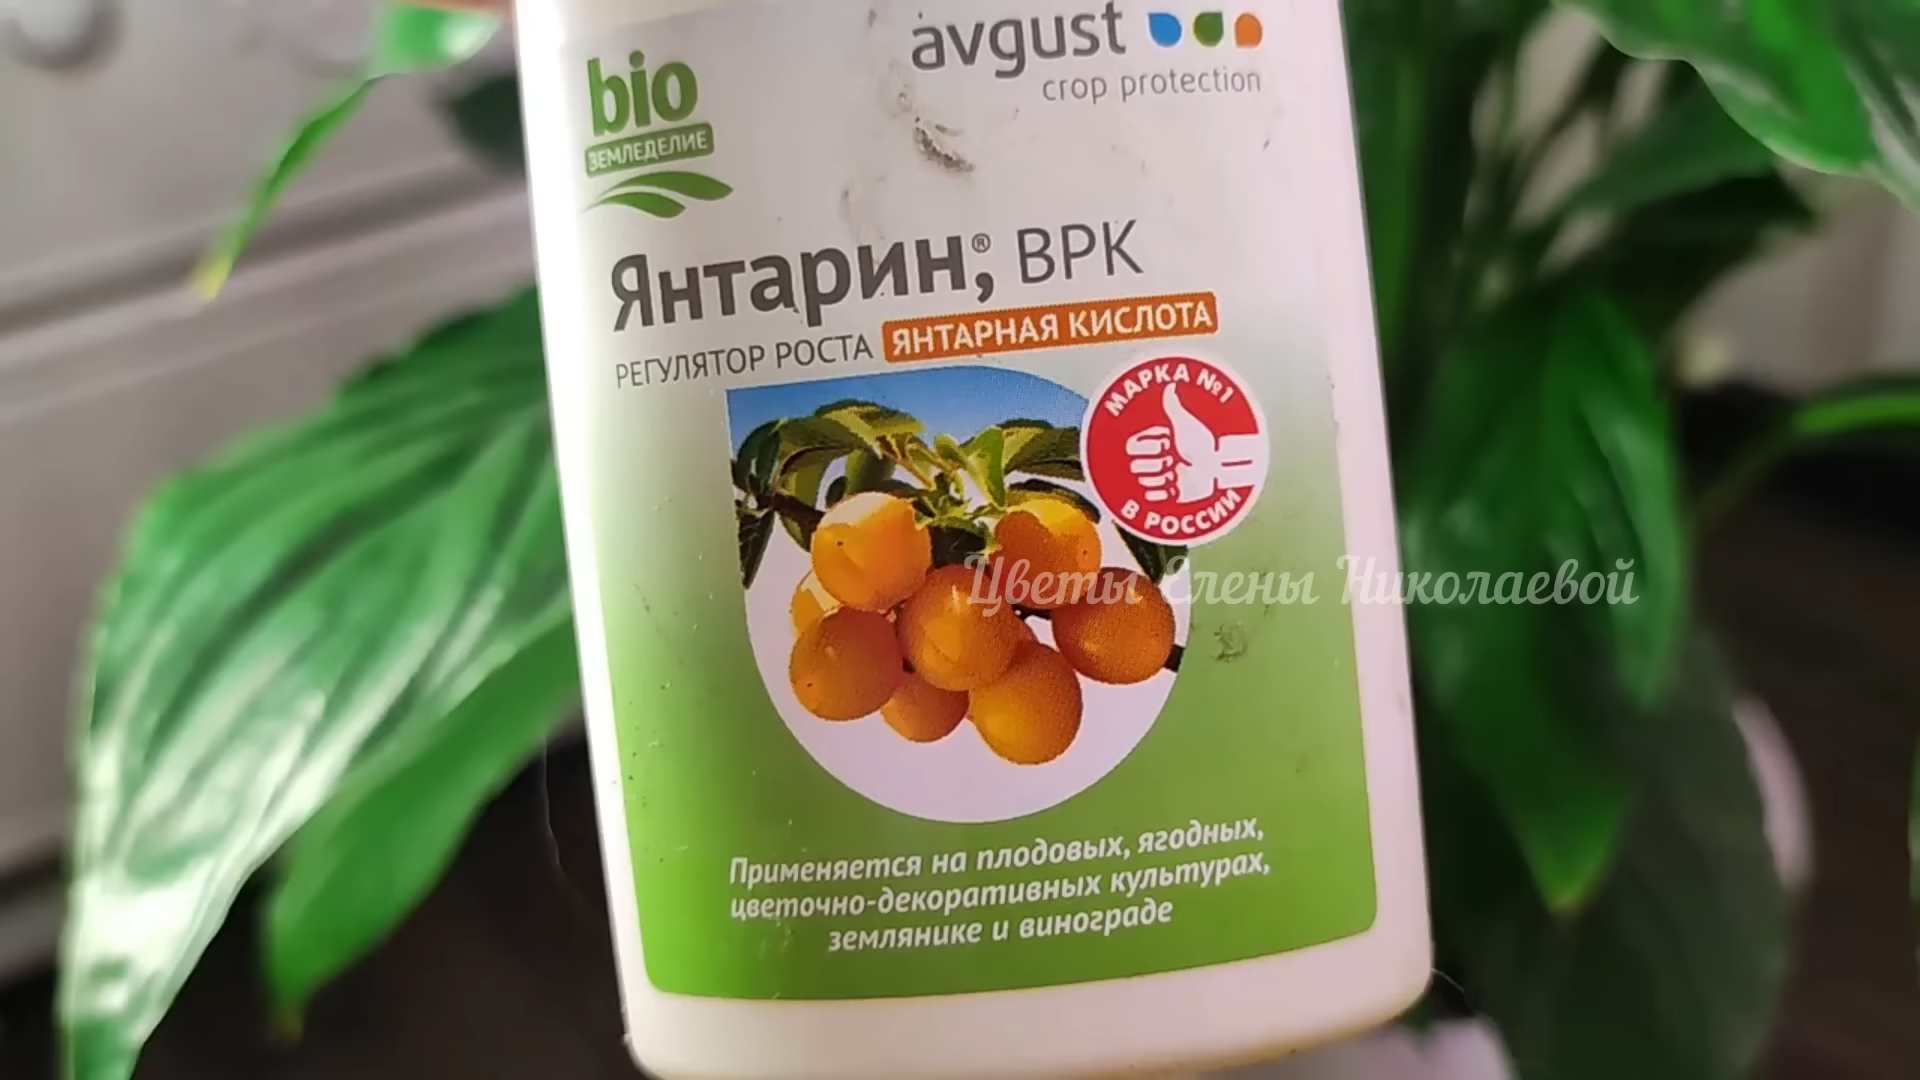 avgust
crop protection
bio
ЗЕМЛЕДЕЛИЕ
Янтарин,® ВРК
РЕГУЛЯТОР РОСТА ЯНТАРНАЯ КИСЛОТА
МАРКА №1
В РОССИИ
Цветы Елены Николаевой
Применяется на плодовых, ягодных,
цветочно-декоративных культурах,
землянике и винограде